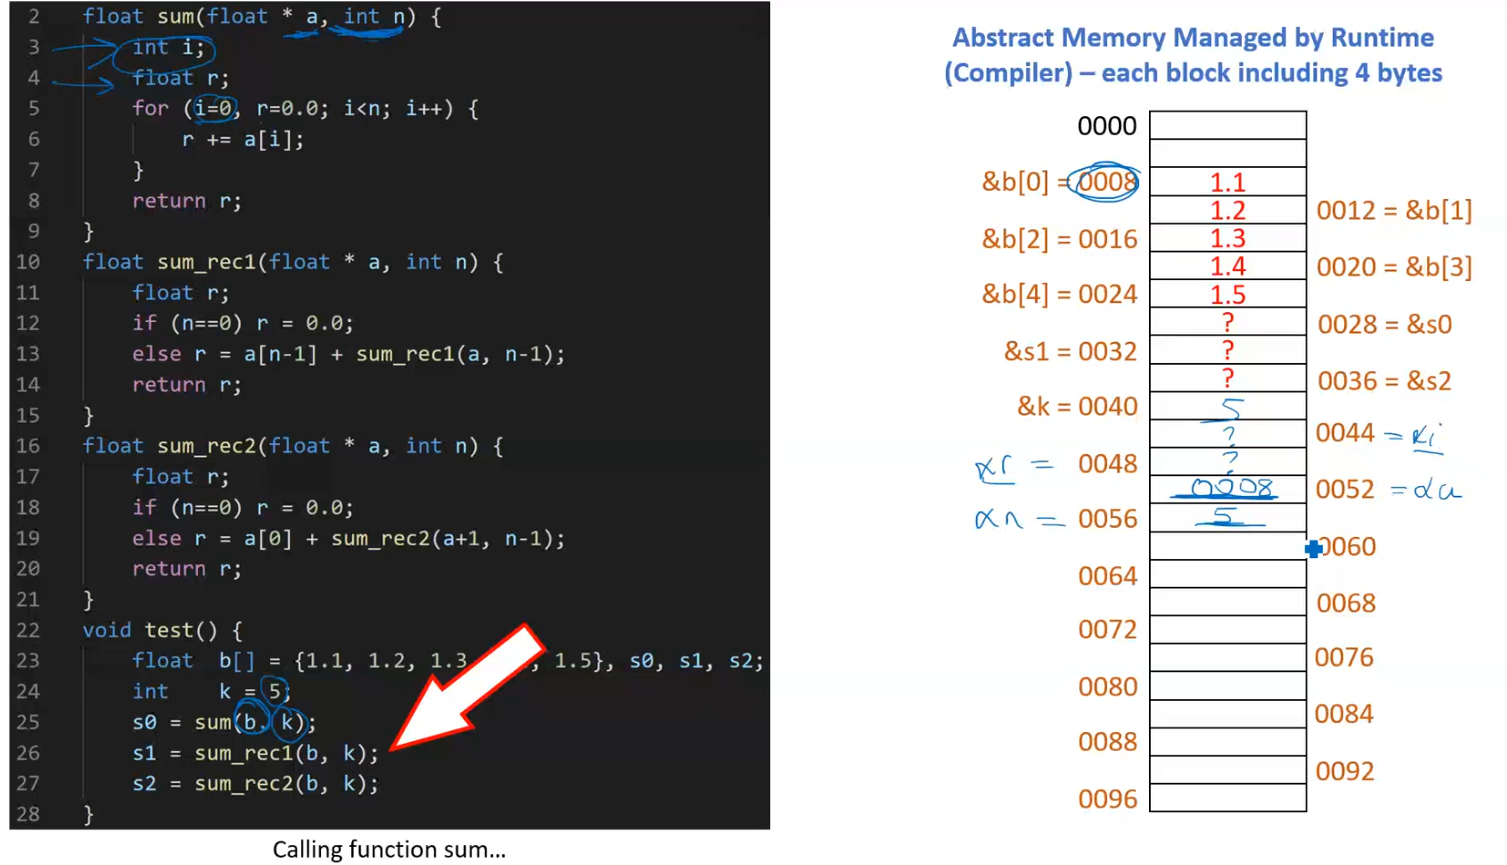 2 float sum(float * a, int n) {
3 int i;
4 float r;
5 for (i=0, r=0.0; i<n; i++) {
6 r += a[i];
7 }
8 return r;
9 }
10 float sum_rec1(float * a, int n) {
11 float r;
12 if (n==0) r = 0.0;
13 else r = a[n-1] + sum_rec1(a, n-1);
14 return r;
15 }
16 float sum_rec2(float * a, int n) {
17 float r;
18 if (n==0) r = 0.0;
19 else r = a[0] + sum_rec2(a+1, n-1);
20 return r;
21 }
22 void test() {
23 float b[] = {1.1, 1.2, 1.3 , 1.5}, s0, s1, s2;
24 int k = 5;
25 s0 = sum(b, k);
26 s1 = sum_rec1(b, k);
27 s2 = sum_rec2(b, k);
28 }
Calling function sum…
Abstract Memory Managed by Runtime
(Compiler) – each block including 4 bytes
0000
&b[0] = 0008 1.1
1.2 0012 = &b[1]
&b[2] = 0016 1.3
1.4 0020 = &b[3]
&b[4] = 0024 1.5
? 0028 = &s0
&s1 = 0032 ?
? 0036 = &s2
&k = 0040 5
? 0044 = &i
&r = 0048 ?
0008 0052 = &a
&n = 0056 5
0060
0064
0068
0072
0076
0080
0084
0088
0092
0096